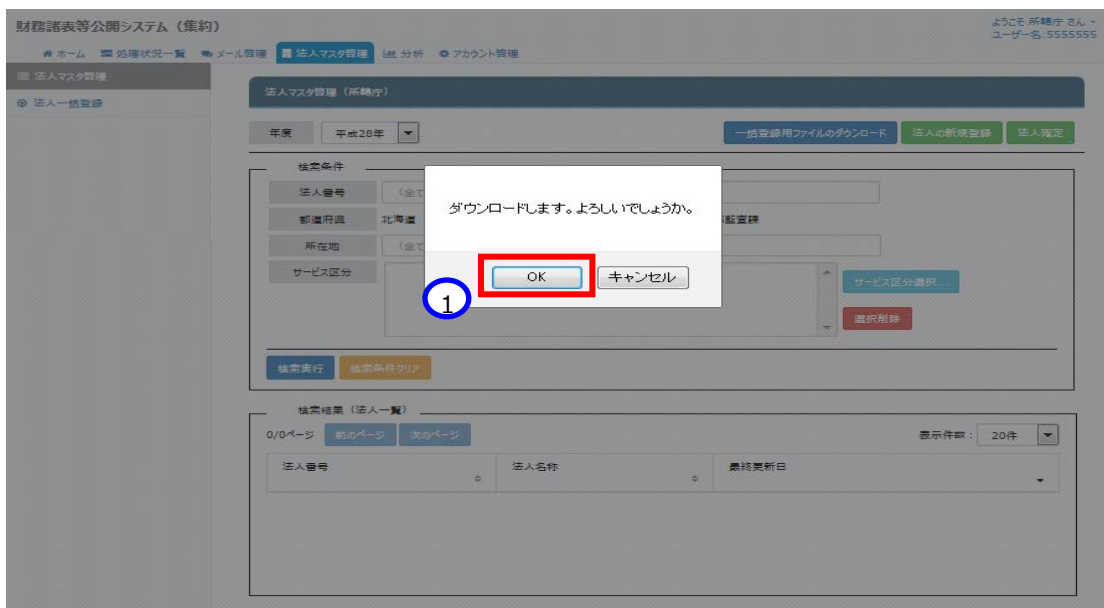 財務諸表等公開システム（集約）
ようこそ 所轄庁 さん
ユーザー名:5555555
ホーム 処理状況一覧 メール管理 法人マスタ管理 分析 アカウント管理
法人マスタ管理
法人一括登録
法人マスタ管理（所轄庁）
年度 平成28年 一括登録用ファイルのダウンロード 法人の新規登録 法人確定
検索条件
法人番号 （全て
ダウンロードします。よろしいでしょうか。
都道府県 北海道 監査課
所在地 （全て
サービス区分 OK キャンセル サービス区分選択...
1
選択削除
検索実行 検索条件クリア
検索結果（法人一覧）
0/0ページ 前のページ 次のページ 表示件数： 20件
法人番号 法人名称 最終更新日